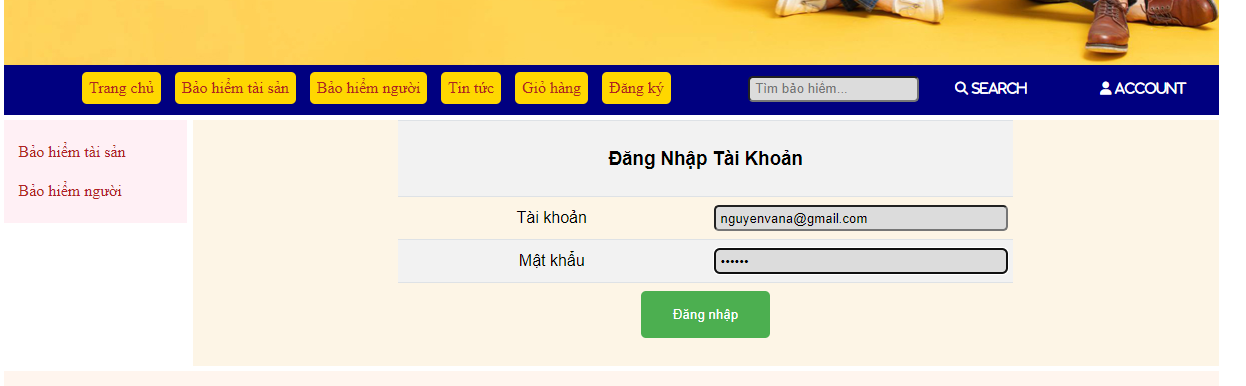 Trang chủ Bảo hiểm tài sản Bảo hiểm người Tin tức Giỏ hàng Đăng ký Tìm bảo hiểm... SEARCH ACCOUNT
Bảo hiểm tài sản
Bảo hiểm người
Đăng Nhập Tài Khoản
Tài khoản nguyenvana@gmail.com
Mật khẩu ••••••
Đăng nhập